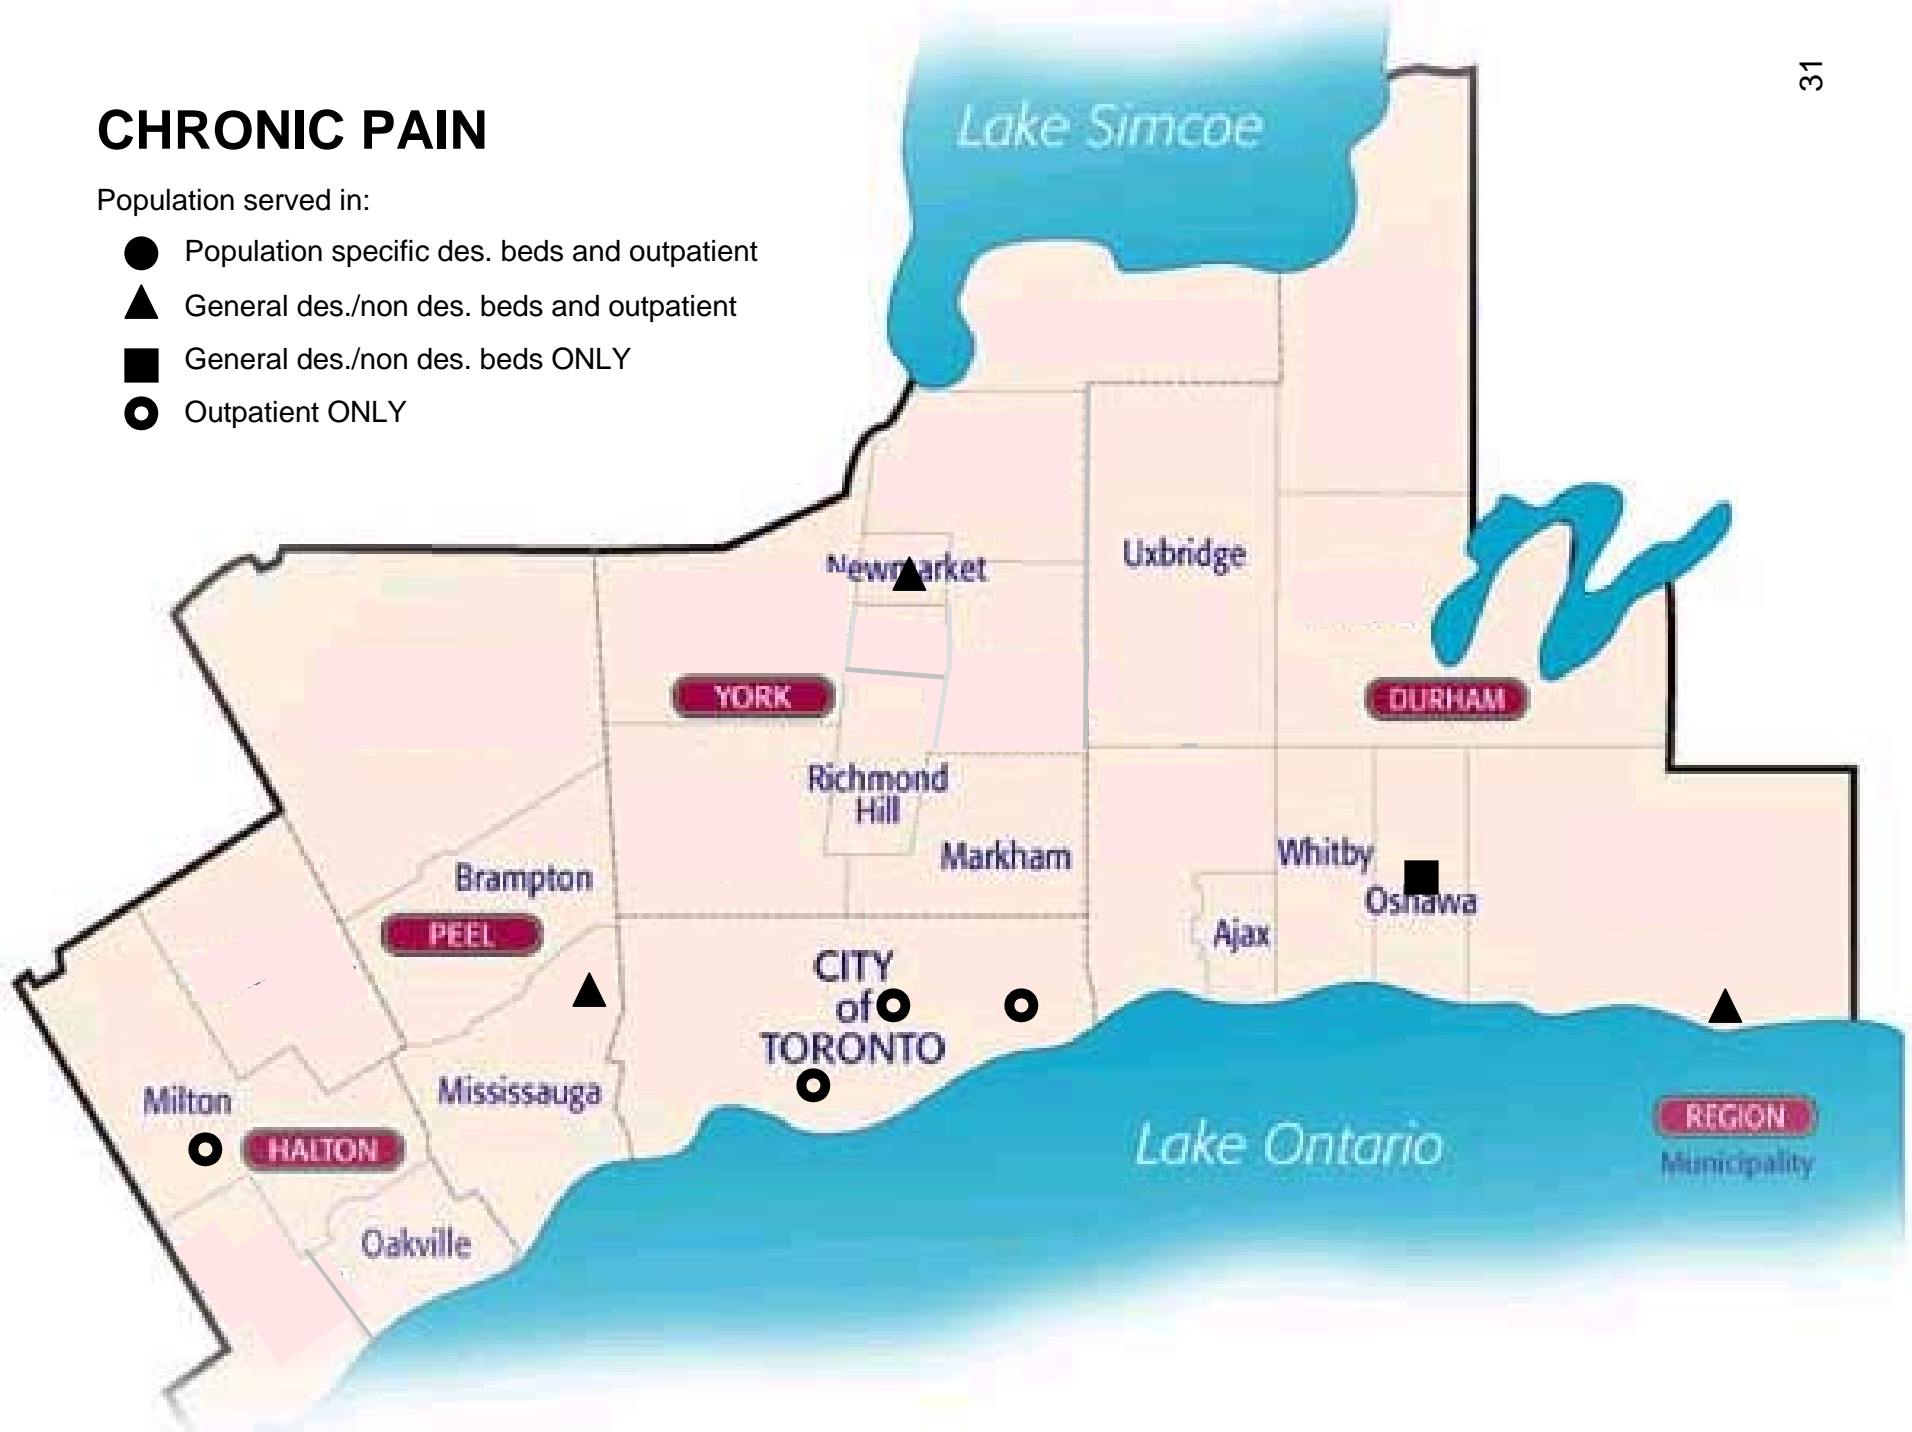 31
CHRONIC PAIN
Population served in:
Population specific des. beds and outpatient
General des./non des. beds and outpatient
General des./non des. beds ONLY
Outpatient ONLY
Lake Simcoe
Newmarket
Uxbridge
YORK
DURHAM
Richmond
Hill
Markham
Whitby
Brampton
Oshawa
PEEL
Ajax
CITY
of
TORONTO
Milton
Mississauga
HALTON
Oakville
Lake Ontario
REGION
Municipality